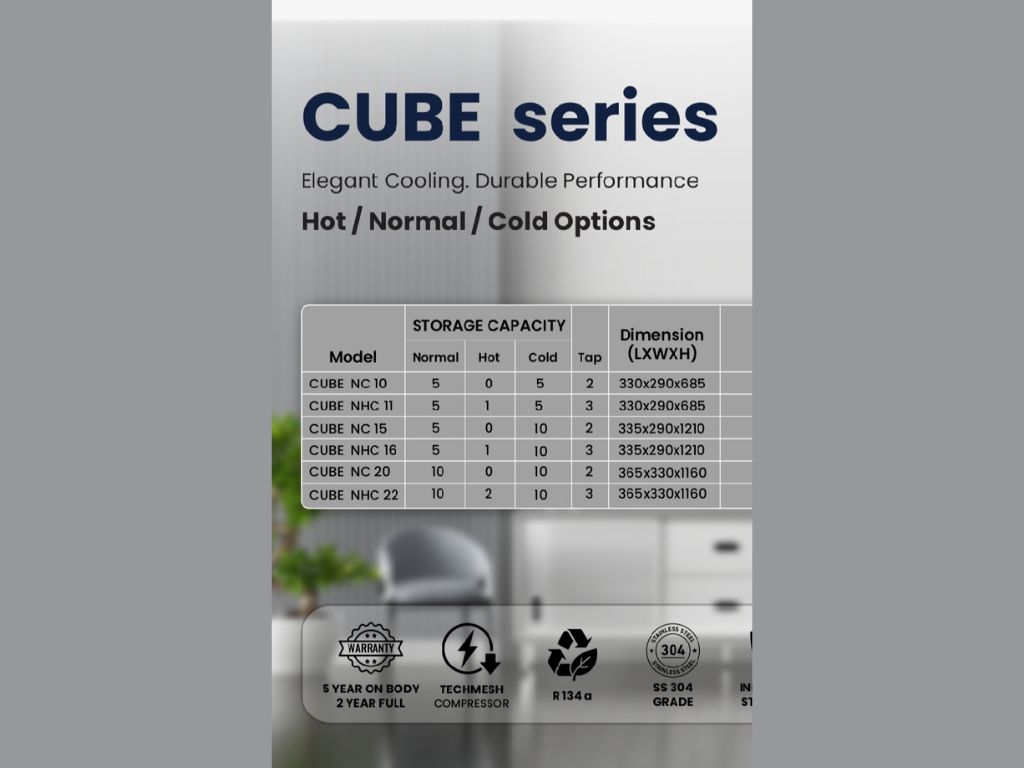 CUBE series
Elegant Cooling. Durable Performance
Hot / Normal / Cold Options
STORAGE CAPACITY
Model Normal Hot Cold Tap Dimension (LXWXH)
CUBE NC 10 5 0 5 2 330x290x685
CUBE NHC 11 5 1 5 3 330x290x685
CUBE NC 15 5 0 10 2 335x290x1210
CUBE NHC 16 5 1 10 3 335x290x1210
CUBE NC 20 10 0 10 2 365x330x1160
CUBE NHC 22 10 2 10 3 365x330x1160
WARRANTY
5 YEAR ON BODY
2 YEAR FULL
TECHMESH
COMPRESSOR
R134a
STAINLESS STEEL
304
STAINLESS STEEL
SS 304
GRADE